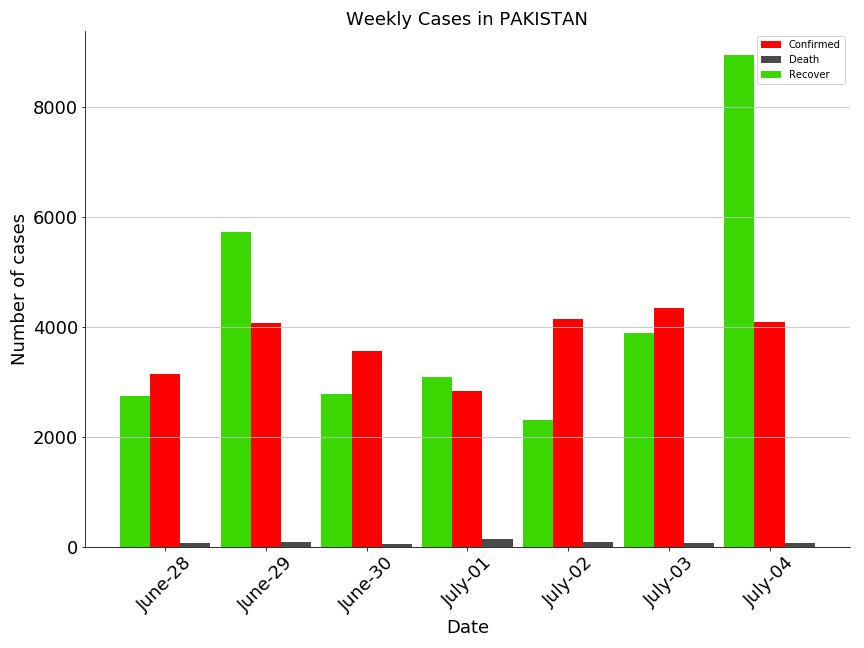 Weekly Cases in PAKISTAN
Confirmed
Death
Recover
Number of cases
8000
6000
4000
2000
0
June-28
June-29
June-30
July-01
July-02
July-03
July-04
Date